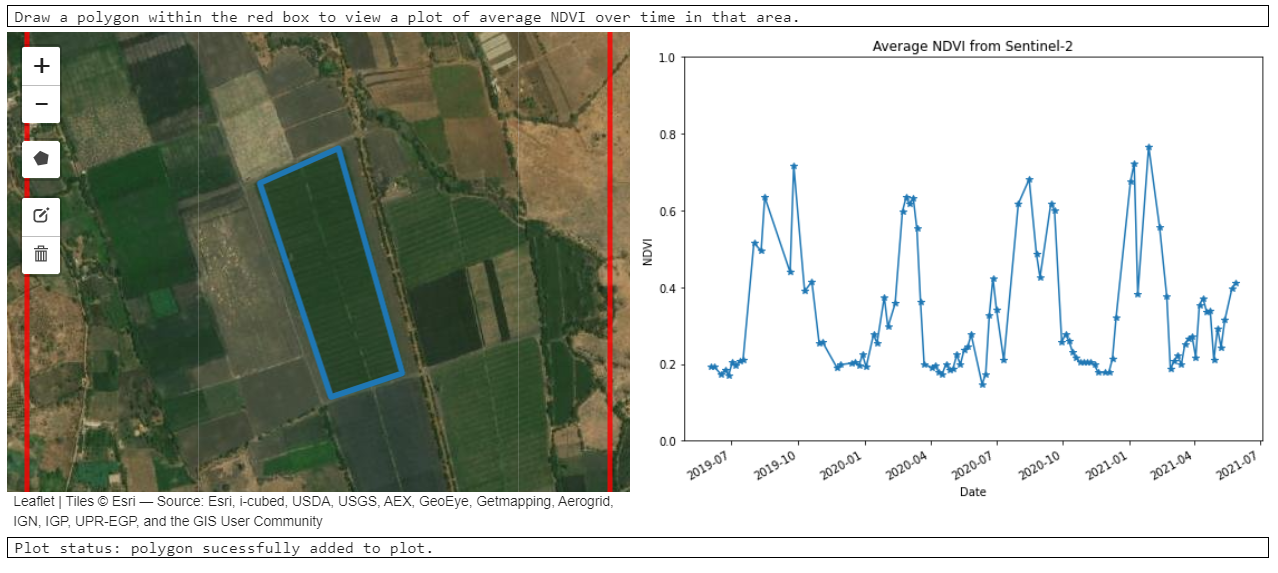 Draw a polygon within the red box to view a plot of average NDVI over time in that area.
+
−
Leaflet | Tiles © Esri — Source: Esri, i-cubed, USDA, USGS, AEX, GeoEye, Getmapping, Aerogrid,
IGN, IGP, UPR-EGP, and the GIS User Community
Average NDVI from Sentinel-2
1.0
0.8
0.6
0.4
0.2
0.0
NDVI
2019-07
2019-10
2020-01
2020-04
2020-07
2020-10
2021-01
2021-04
2021-07
Date
Plot status: polygon sucessfully added to plot.